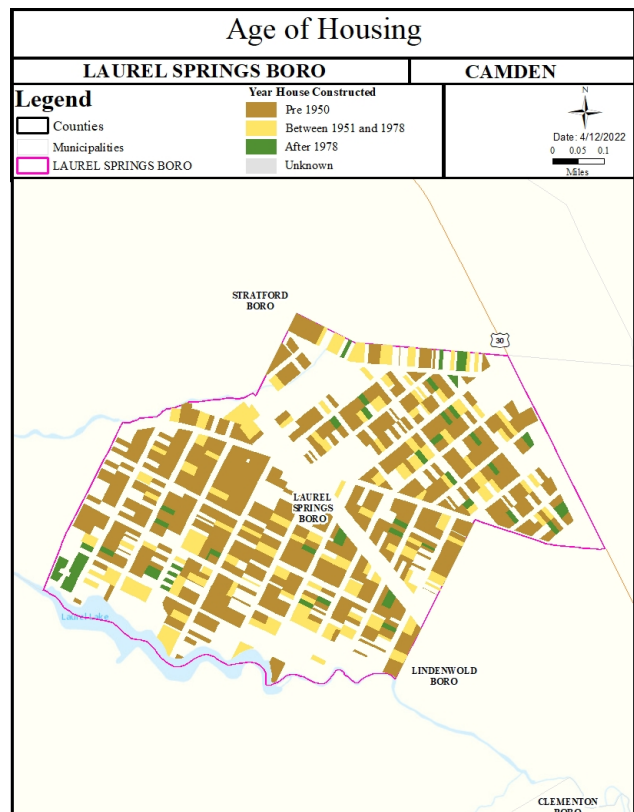 Age of Housing
LAUREL SPRINGS BORO
CAMDEN
Legend
Counties
Municipalities
LAUREL SPRINGS BORO
Year House Constructed
Pre 1950
Between 1951 and 1978
After 1978
Unknown
N
Date: 4/12/2022
0 0.05 0.1
Miles
STRATFORD
BORO
30
LAUREL
SPRINGS
BORO
Laurel Lake
LINDENWOLD
BORO
CLEMENTON
BORO